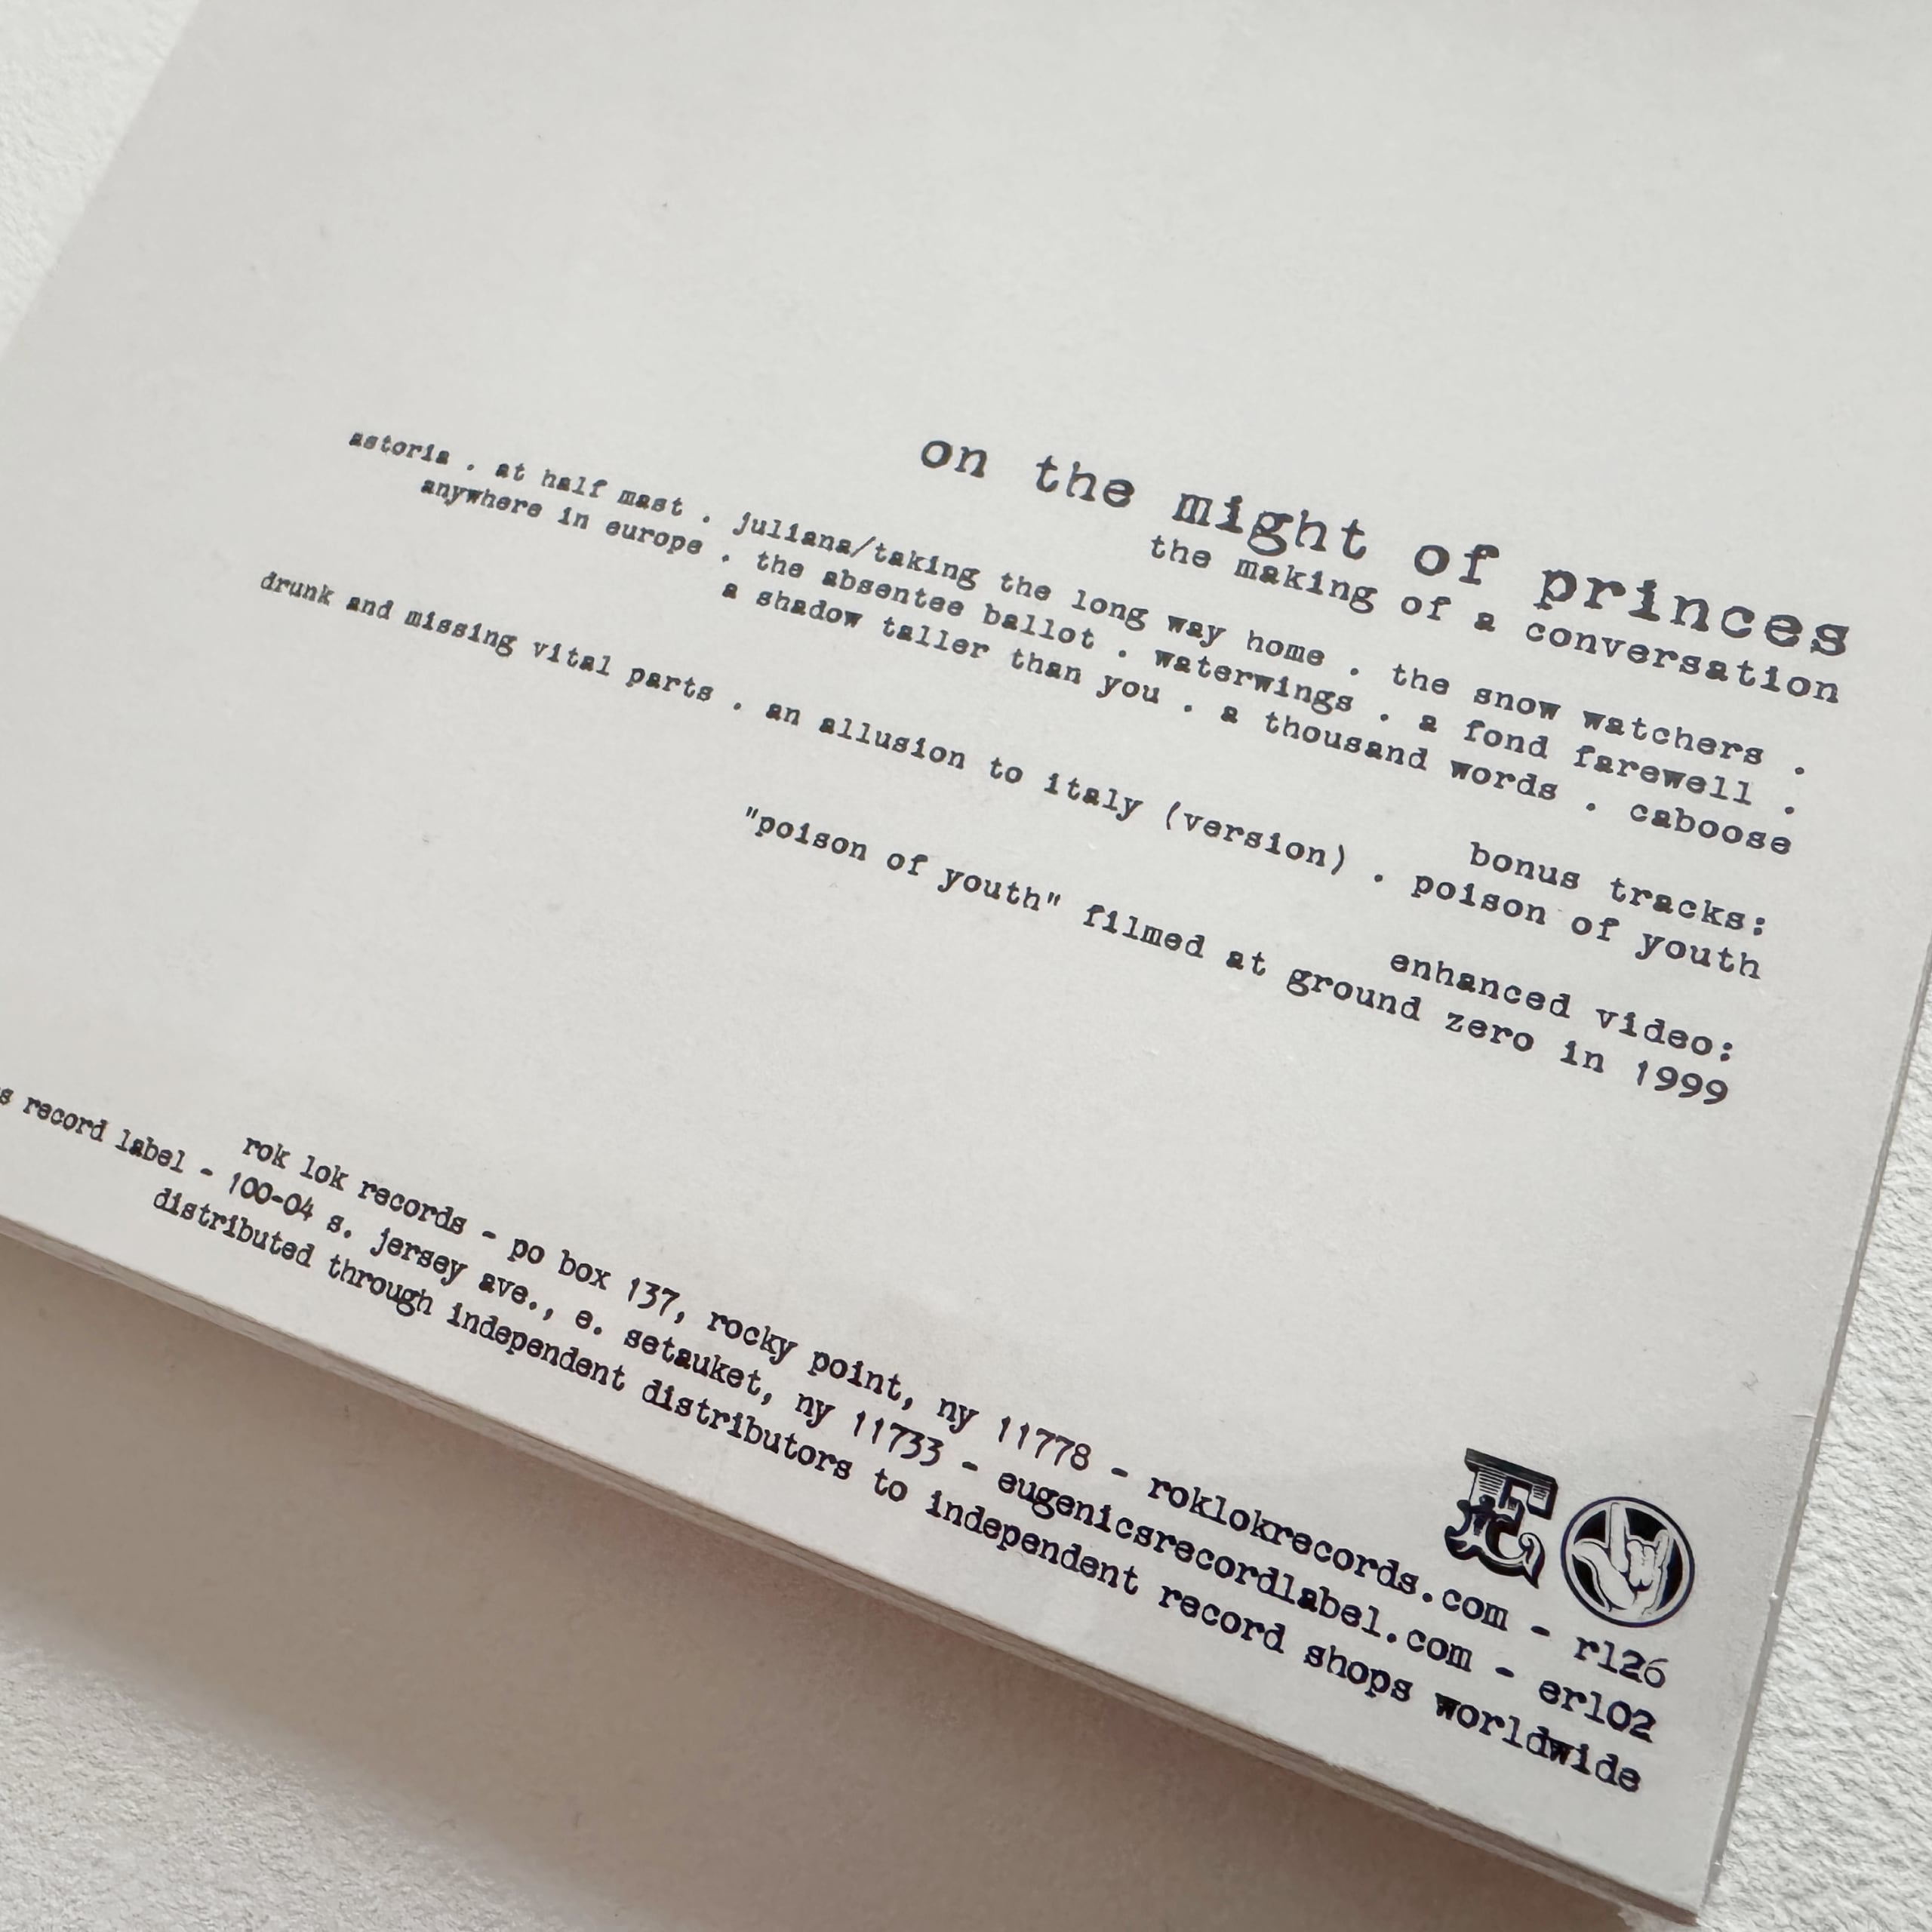 on the might of princes
the making of a conversation
astoria . at half mast . juliana/taking the long way home . the snow watchers .
anywhere in europe . the absentee ballot . waterwings . a fond farewell .
a shadow taller than you . a thousand words . caboose
bonus tracks:
drunk and missing vital parts . an allusion to italy (version) . poison of youth
enhanced video:
"poison of youth" filmed at ground zero in 1999
E
rok lok records - po box 137, rocky point, ny 11778 - roklokrecords.com - rl26
record label - 100-04 s. jersey ave., e. setauket, ny 11733 - eugenicsrecordlabel.com - erl02
distributed through independent distributors to independent record shops worldwide